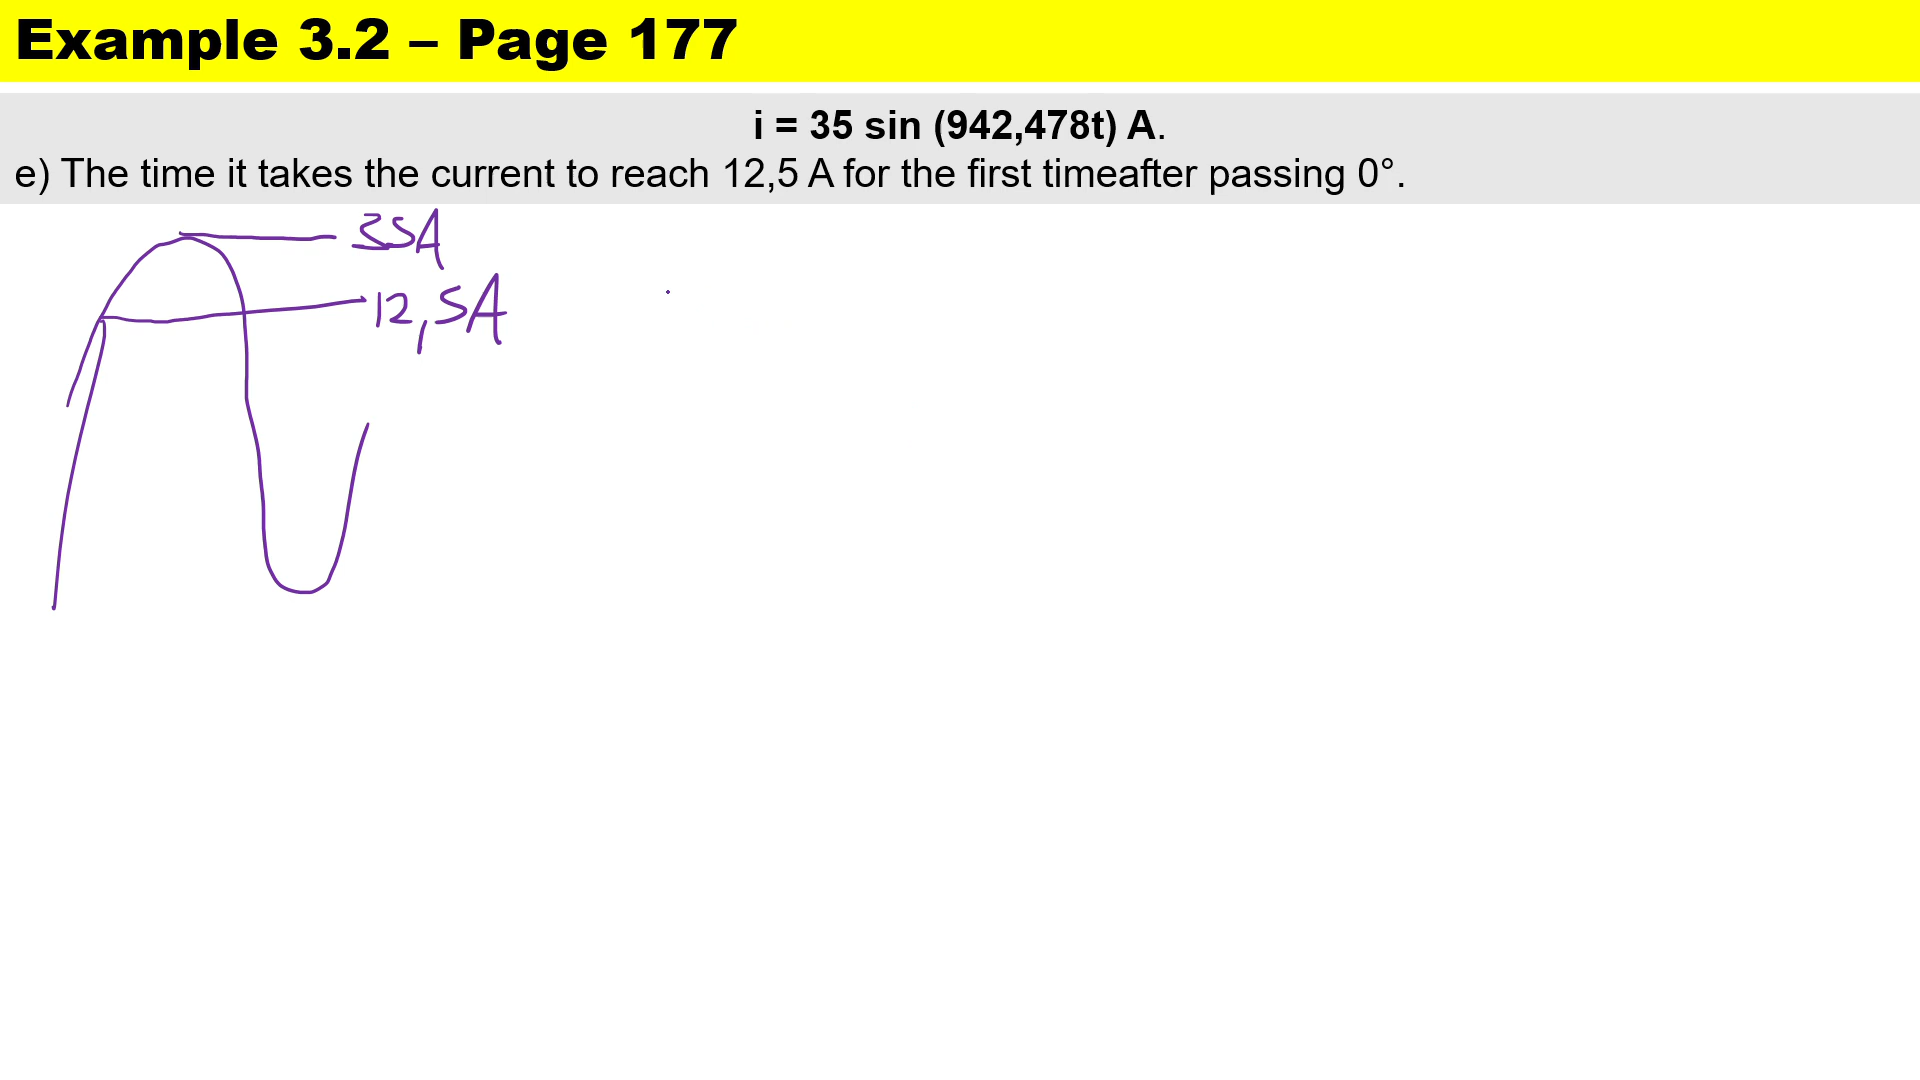 Example 3.2 – Page 177
i = 35 sin (942,478t) A.
e) The time it takes the current to reach 12,5 A for the first timeafter passing 0°.
35A
12,5A